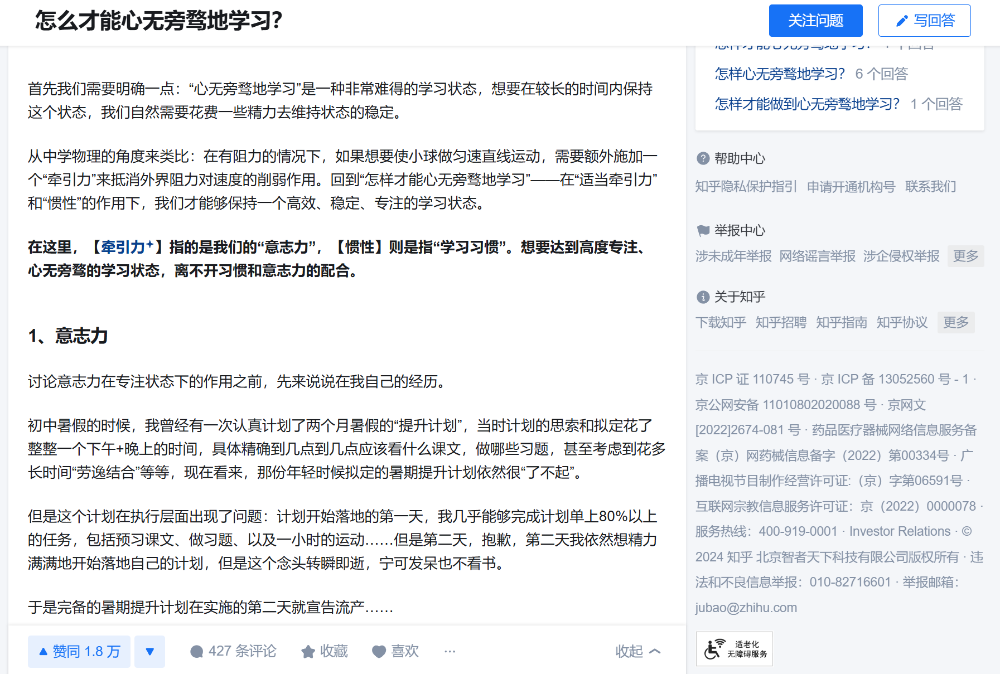 怎么才能心无旁骛地学习?
关注问题
写回答
首先我们需要明确一点：“心无旁骛地学习”是一种非常难得的学习状态，想要在较长的时间内保持
这个状态，我们自然需要花费一些精力去维持状态的稳定。
从中学物理的角度来类比：在有阻力的情况下，如果想要使小球做匀速直线运动，需要额外施加一
个“牵引力”来抵消外界阻力对速度的削弱作用。回到“怎样才能心无旁骛地学习”——在“适当牵引力”
和“惯性”的作用下，我们才能够保持一个高效、稳定、专注的学习状态。
在这里，【牵引力】指的是我们的“意志力”，【惯性】则是指“学习习惯”。想要达到高度专注、
心无旁骛的学习状态，离不开习惯和意志力的配合。
1、意志力
讨论意志力在专注状态下的作用之前，先来说说在我自己的经历。
初中暑假的时候，我曾经有一次认真计划了两个月暑假的“提升计划”，当时计划的思索和拟定花了
整整一个下午+晚上的时间，具体精确到几点到几点应该看什么课文，做哪些习题，甚至考虑到花多
长时间“劳逸结合”等等，现在看来，那份年轻时候拟定的暑期提升计划依然很“了不起”。
但是这个计划在执行层面出现了问题：计划开始落地的第一天，我几乎能够完成计划单上80%以上
的任务，包括预习课文、做习题、以及一小时的运动……但是第二天，抱歉，第二天我依然想精力
满满地开始落地自己的计划，但是这个念头转瞬即逝，宁可发呆也不看书。
于是完备的暑期提升计划在实施的第二天就宣告流产……
赞同 1.8 万
427 条评论
收藏
喜欢
···
收起
怎样才能心无旁骛地学习? 1 个回答
怎样心无旁骛地学习? 6 个回答
怎样才能做到心无旁骛地学习? 1 个回答
帮助中心
知乎隐私保护指引 申请开通机构号 联系我们
举报中心
涉未成年举报 网络谣言举报 涉企侵权举报 更多
关于知乎
下载知乎 知乎招聘 知乎指南 知乎协议 更多
京 ICP 证 110745 号 · 京 ICP 备 13052560 号 - 1 ·
京公网安备 11010802020088 号 · 京网文
[2022]2674-081 号 · 药品医疗器械网络信息服务备
案（京）网药械信息备字（2022）第00334号 · 广
播电视节目制作经营许可证:（京）字第06591号 ·
互联网宗教信息服务许可证：京（2022）0000078 ·
服务热线：400-919-0001 · Investor Relations · ©
2024 知乎 北京智者天下科技有限公司版权所有 · 违
法和不良信息举报：010-82716601 · 举报邮箱：
jubao@zhihu.com
适老化
无障碍服务